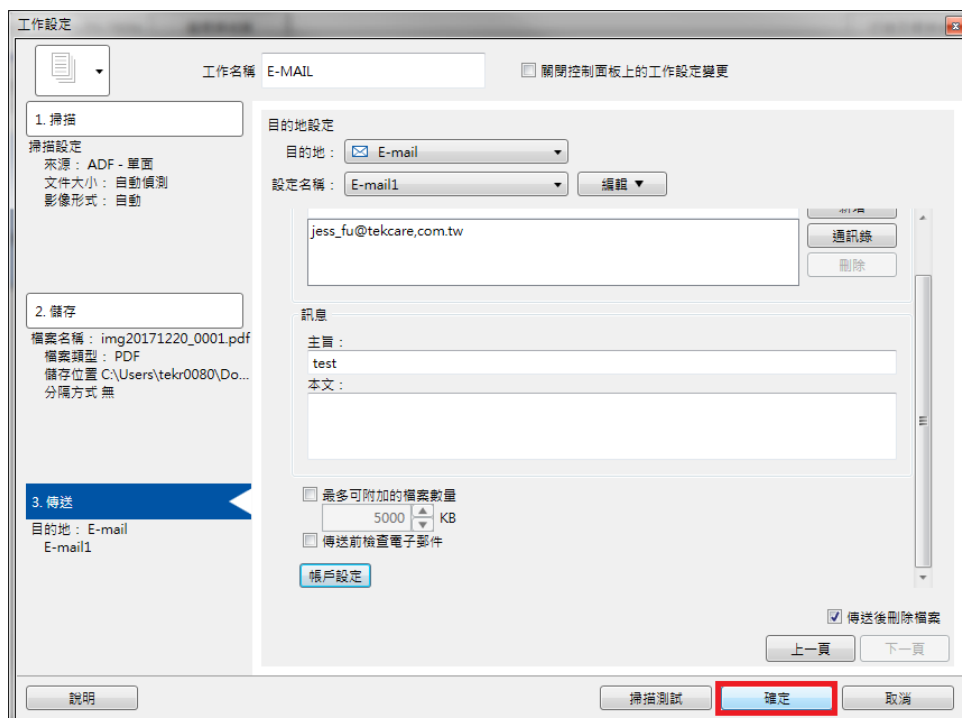 工作設定
工作名稱 E-MAIL
關閉控制面板上的工作設定變更
1. 掃描
掃描設定
來源： ADF - 單面
文件大小： 自動偵測
影像形式： 自動
2. 儲存
檔案名稱： img20171220_0001.pdf
檔案類型： PDF
儲存位置 C:\Users\tekr0080\Do...
分隔方式 無
3. 傳送
目的地： E-mail
E-mail1
目的地設定
目的地： E-mail
設定名稱： E-mail1 編輯 ▼
新增
jess_fu@tekcare,com.tw
通訊錄
刪除
訊息
主旨：
test
本文：
最多可附加的檔案數量
5000 KB
傳送前檢查電子郵件
帳戶設定
傳送後刪除檔案
上一頁 下一頁
說明 掃描測試 確定 取消